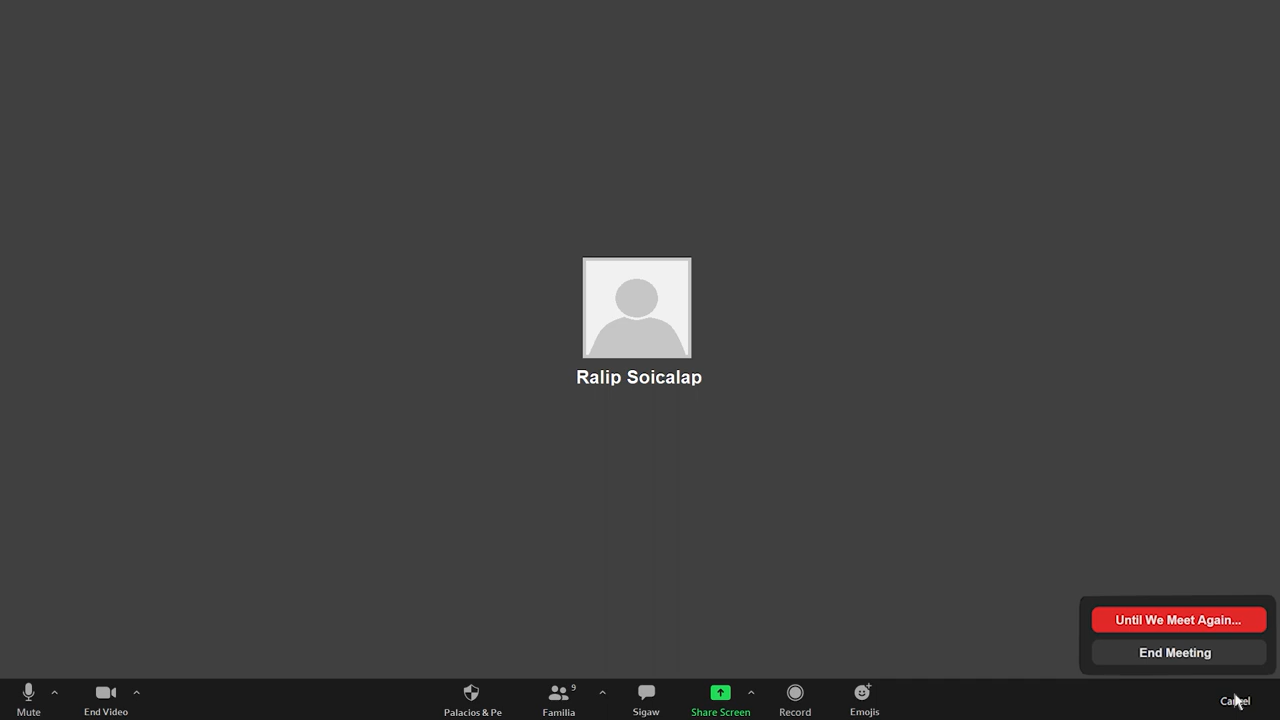 Ralip Soicalap
Until We Meet Again...
End Meeting
Mute
End Video
Palacios & Pe
Familia
9
Sigaw
Share Screen
Record
Emojis
Cancel